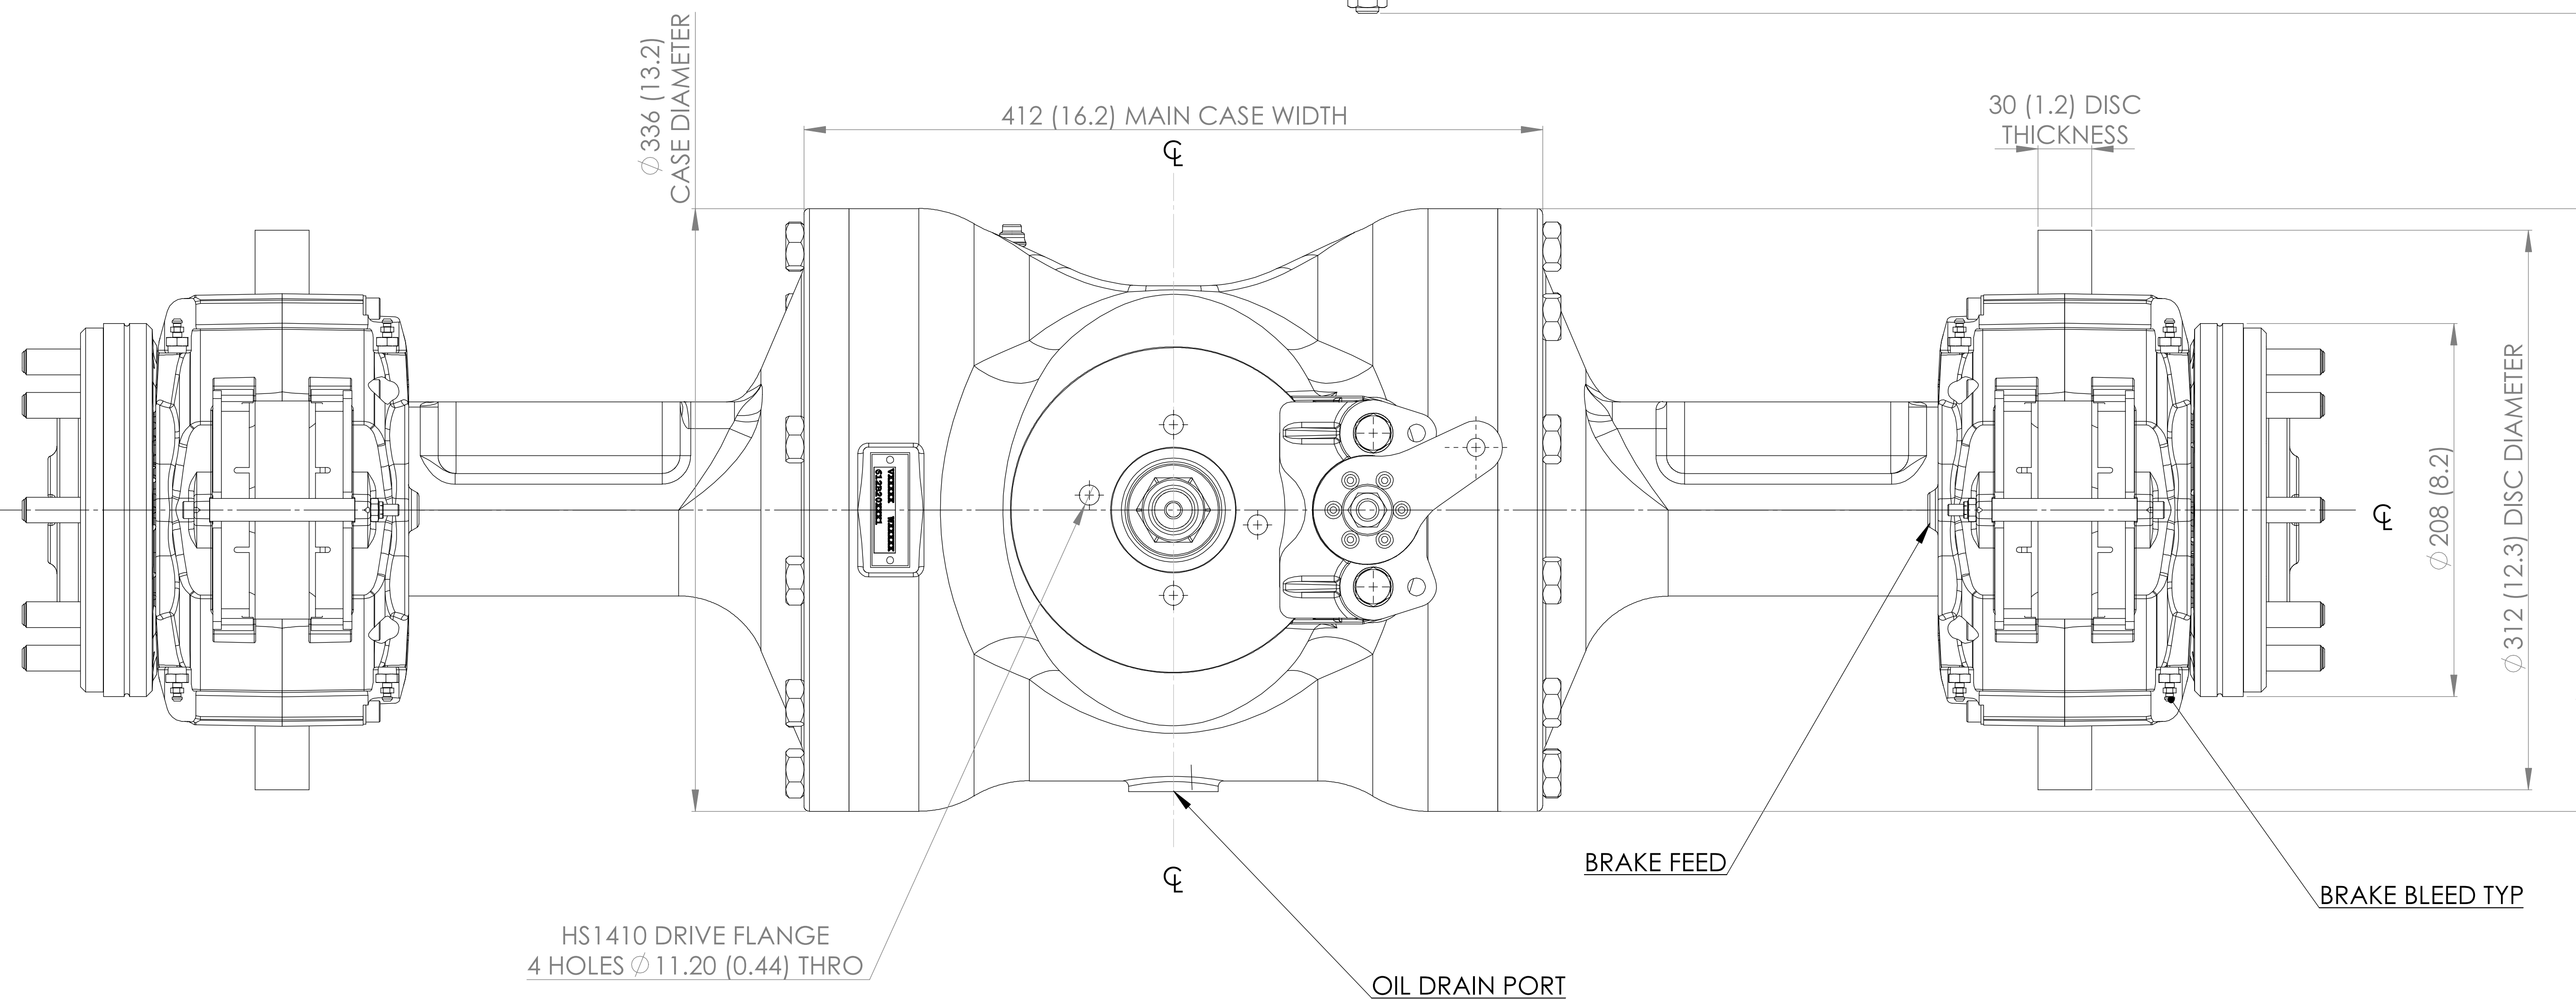 ⌀336 (13.2)
CASE DIAMETER
412 (16.2) MAIN CASE WIDTH
℄
30 (1.2) DISC
THICKNESS
⌀208 (8.2)
⌀312 (12.3) DISC DIAMETER
℄
BRAKE FEED
BRAKE BLEED TYP
℄
HS1410 DRIVE FLANGE
4 HOLES ⌀ 11.20 (0.44) THRO
OIL DRAIN PORT